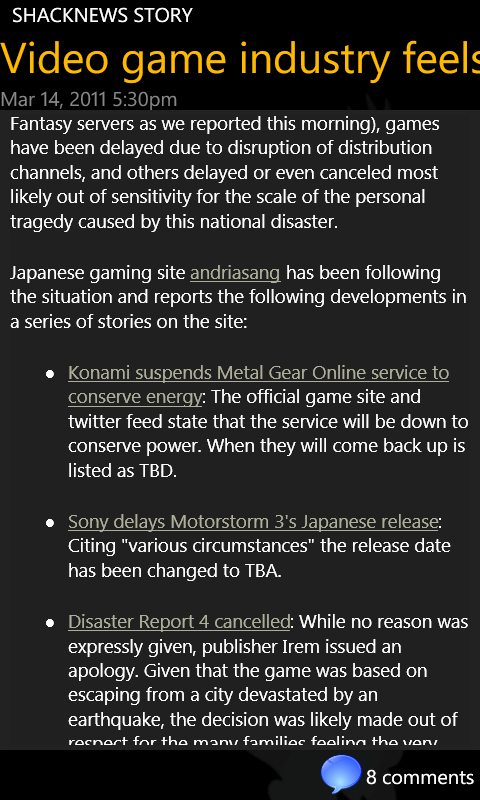 SHACKNEWS STORY
Video game industry feels
Mar 14, 2011 5:30pm
Fantasy servers as we reported this morning), games
have been delayed due to disruption of distribution
channels, and others delayed or even canceled most
likely out of sensitivity for the scale of the personal
tragedy caused by this national disaster.
Japanese gaming site andriasang has been following
the situation and reports the following developments in
a series of stories on the site:
• Konami suspends Metal Gear Online service to
conserve energy: The official game site and
twitter feed state that the service will be down to
conserve power. When they will come back up is
listed as TBD.
• Sony delays Motorstorm 3's Japanese release:
Citing "various circumstances" the release date
has been changed to TBA.
• Disaster Report 4 cancelled: While no reason was
expressly given, publisher Irem issued an
apology. Given that the game was based on
escaping from a city devastated by an
earthquake, the decision was likely made out of
respect for the many families feeling the very
8 comments